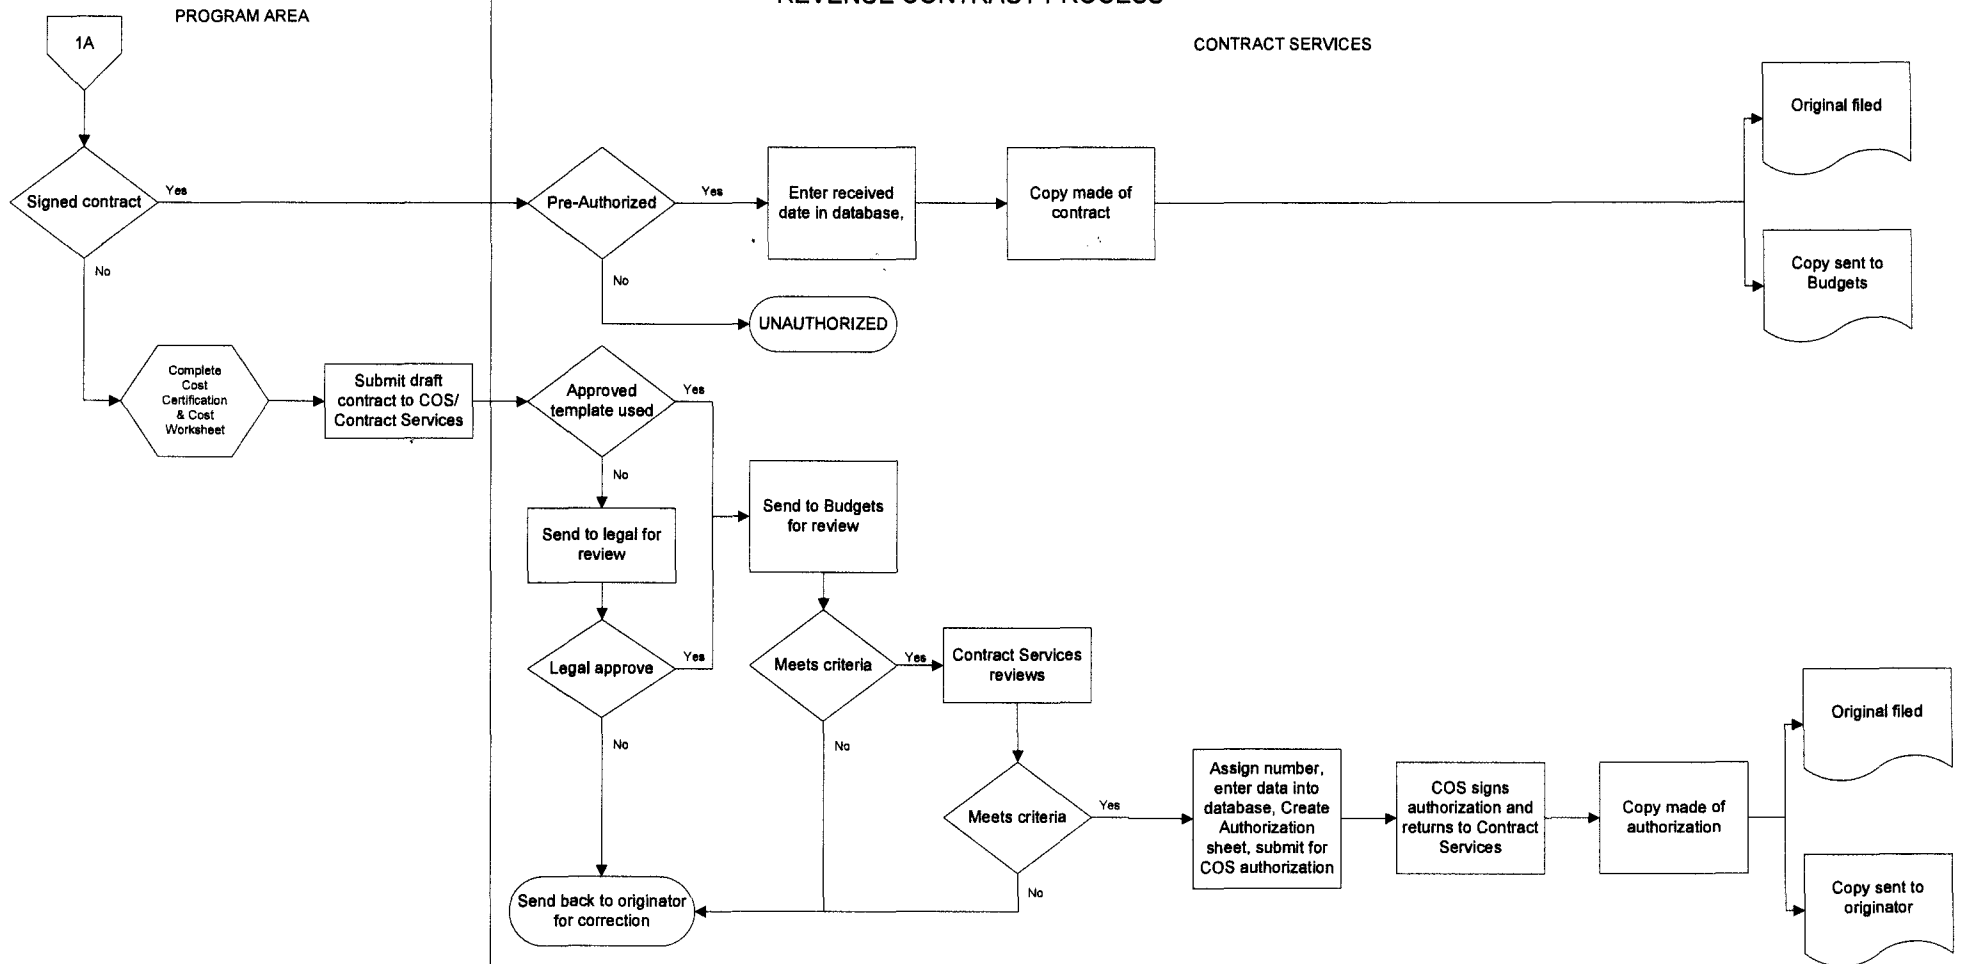 REVENUE CONTRACT PROCESS
PROGRAM AREA
CONTRACT SERVICES
1A
Original filed
Signed contract
Yes
Pre-Authorized
Yes
Enter received
date in database,
Copy made of
contract
No
No
Copy sent to
Budgets
UNAUTHORIZED
Complete
Cost
Certification
& Cost
Worksheet
Submit draft
contract to COS/
Contract Services
Approved
template used
Yes
No
Send to legal for
review
Send to Budgets
for review
Legal approve
Yes
Meets criteria
Yes
Contract Services
reviews
No
No
Meets criteria
Yes
No
Assign number,
enter data into
database, Create
Authorization
sheet, submit for
COS authorization
COS signs
authorization and
returns to Contract
Services
Copy made of
authorization
Original filed
Copy sent to
originator
Send back to originator
for correction